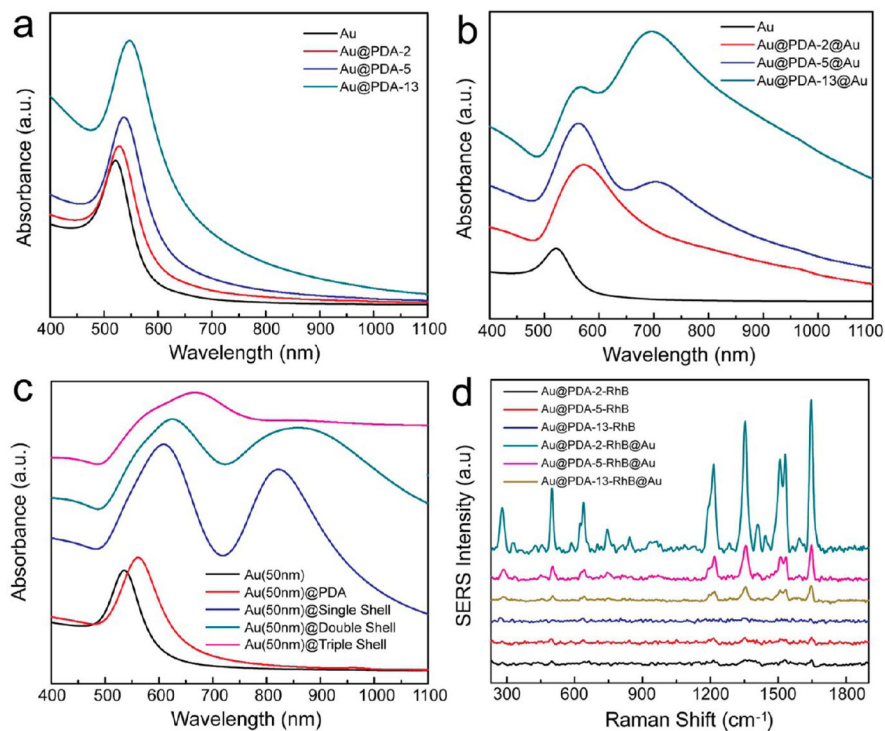 a
Au
Au@PDA-2
Au@PDA-5
Au@PDA-13
Absorbance (a.u.)
400 500 600 700 800 900 1000 1100
Wavelength (nm)
b
Au
Au@PDA-2@Au
Au@PDA-5@Au
Au@PDA-13@Au
Absorbance (a.u.)
400 500 600 700 800 900 1000 1100
Wavelength (nm)
c
Au(50nm)
Au(50nm)@PDA
Au(50nm)@Single Shell
Au(50nm)@Double Shell
Au(50nm)@Triple Shell
Absorbance (a.u.)
400 500 600 700 800 900 1000 1100
Wavelength (nm)
d
Au@PDA-2-RhB
Au@PDA-5-RhB
Au@PDA-13-RhB
Au@PDA-2-RhB@Au
Au@PDA-5-RhB@Au
Au@PDA-13-RhB@Au
SERS Intensity (a.u)
300 600 900 1200 1500 1800
Raman Shift (cm⁻¹)